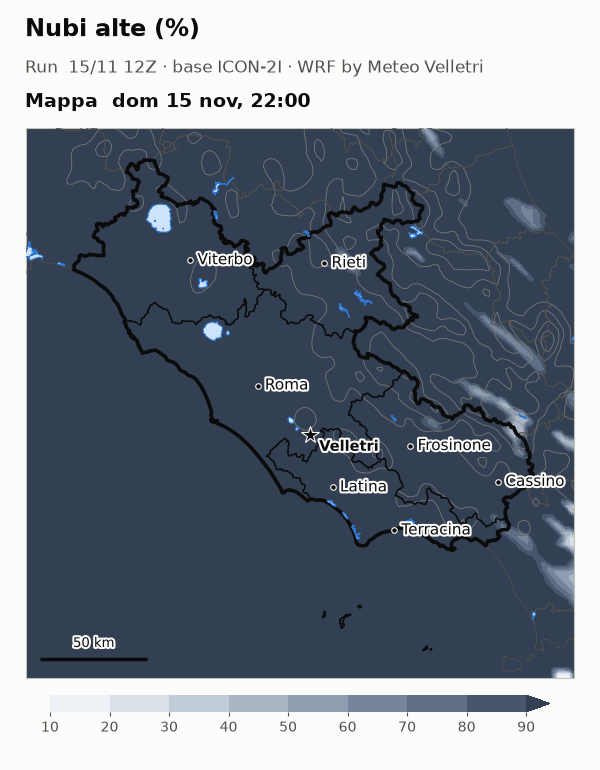 Nubi alte (%)
Run 15/11 12Z · base ICON-2I · WRF by Meteo Velletri
Mappa dom 15 nov, 22:00
Viterbo
Rieti
Roma
Velletri
Frosinone
Cassino
Latina
Terracina
50 km
10 20 30 40 50 60 70 80 90